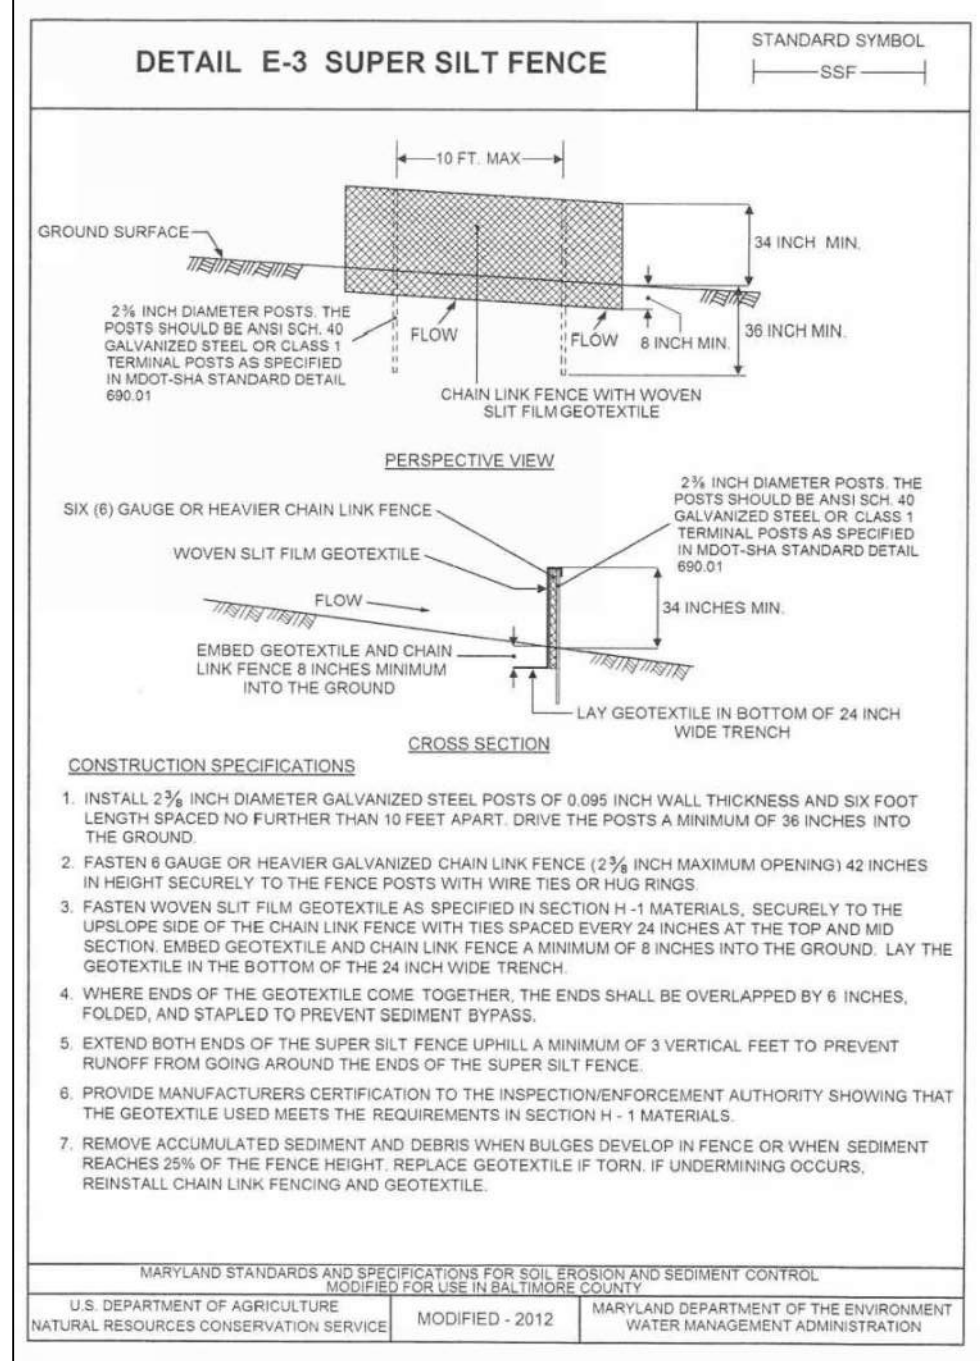 DETAIL E-3 SUPER SILT FENCE
STANDARD SYMBOL
SSF
10 FT. MAX
GROUND SURFACE
34 INCH MIN.
2⅜ INCH DIAMETER POSTS. THE
POSTS SHOULD BE ANSI SCH. 40
GALVANIZED STEEL OR CLASS 1
TERMINAL POSTS AS SPECIFIED
IN MDOT-SHA STANDARD DETAIL
690.01
FLOW
FLOW
8 INCH MIN.
36 INCH MIN.
CHAIN LINK FENCE WITH WOVEN
SLIT FILM GEOTEXTILE
PERSPECTIVE VIEW
SIX (6) GAUGE OR HEAVIER CHAIN LINK FENCE
2⅜ INCH DIAMETER POSTS. THE
POSTS SHOULD BE ANSI SCH. 40
GALVANIZED STEEL OR CLASS 1
TERMINAL POSTS AS SPECIFIED
IN MDOT-SHA STANDARD DETAIL
690.01
WOVEN SLIT FILM GEOTEXTILE
FLOW
34 INCHES MIN.
EMBED GEOTEXTILE AND CHAIN
LINK FENCE 8 INCHES MINIMUM
INTO THE GROUND
LAY GEOTEXTILE IN BOTTOM OF 24 INCH
WIDE TRENCH
CROSS SECTION
CONSTRUCTION SPECIFICATIONS
1. INSTALL 2⅜ INCH DIAMETER GALVANIZED STEEL POSTS OF 0.095 INCH WALL THICKNESS AND SIX FOOT
LENGTH SPACED NO FURTHER THAN 10 FEET APART. DRIVE THE POSTS A MINIMUM OF 36 INCHES INTO
THE GROUND.
2. FASTEN 6 GAUGE OR HEAVIER GALVANIZED CHAIN LINK FENCE (2⅜ INCH MAXIMUM OPENING) 42 INCHES
IN HEIGHT SECURELY TO THE FENCE POSTS WITH WIRE TIES OR HUG RINGS.
3. FASTEN WOVEN SLIT FILM GEOTEXTILE AS SPECIFIED IN SECTION H -1 MATERIALS, SECURELY TO THE
UPSLOPE SIDE OF THE CHAIN LINK FENCE WITH TIES SPACED EVERY 24 INCHES AT THE TOP AND MID
SECTION. EMBED GEOTEXTILE AND CHAIN LINK FENCE A MINIMUM OF 8 INCHES INTO THE GROUND. LAY THE
GEOTEXTILE IN THE BOTTOM OF THE 24 INCH WIDE TRENCH.
4. WHERE ENDS OF THE GEOTEXTILE COME TOGETHER, THE ENDS SHALL BE OVERLAPPED BY 6 INCHES,
FOLDED, AND STAPLED TO PREVENT SEDIMENT BYPASS.
5. EXTEND BOTH ENDS OF THE SUPER SILT FENCE UPHILL A MINIMUM OF 3 VERTICAL FEET TO PREVENT
RUNOFF FROM GOING AROUND THE ENDS OF THE SUPER SILT FENCE.
6. PROVIDE MANUFACTURERS CERTIFICATION TO THE INSPECTION/ENFORCEMENT AUTHORITY SHOWING THAT
THE GEOTEXTILE USED MEETS THE REQUIREMENTS IN SECTION H - 1 MATERIALS.
7. REMOVE ACCUMULATED SEDIMENT AND DEBRIS WHEN BULGES DEVELOP IN FENCE OR WHEN SEDIMENT
REACHES 25% OF THE FENCE HEIGHT. REPLACE GEOTEXTILE IF TORN. IF UNDERMINING OCCURS,
REINSTALL CHAIN LINK FENCING AND GEOTEXTILE.
MARYLAND STANDARDS AND SPECIFICATIONS FOR SOIL EROSION AND SEDIMENT CONTROL
MODIFIED FOR USE IN BALTIMORE COUNTY
U.S. DEPARTMENT OF AGRICULTURE
NATURAL RESOURCES CONSERVATION SERVICE
MODIFIED - 2012
MARYLAND DEPARTMENT OF THE ENVIRONMENT
WATER MANAGEMENT ADMINISTRATION